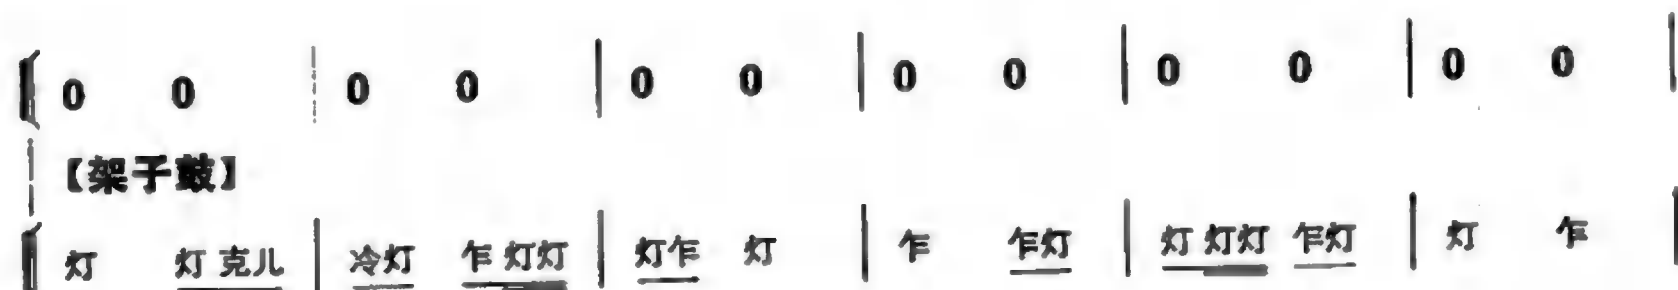 0 0 | 0 0 | 0 0 | 0 0 | 0 0 | 0 0 |
【架子鼓】
灯 灯 克儿 | 冷灯 乍 灯灯 | 灯乍 灯 | 乍 乍灯 | 灯 灯灯 乍灯 | 灯 乍 |